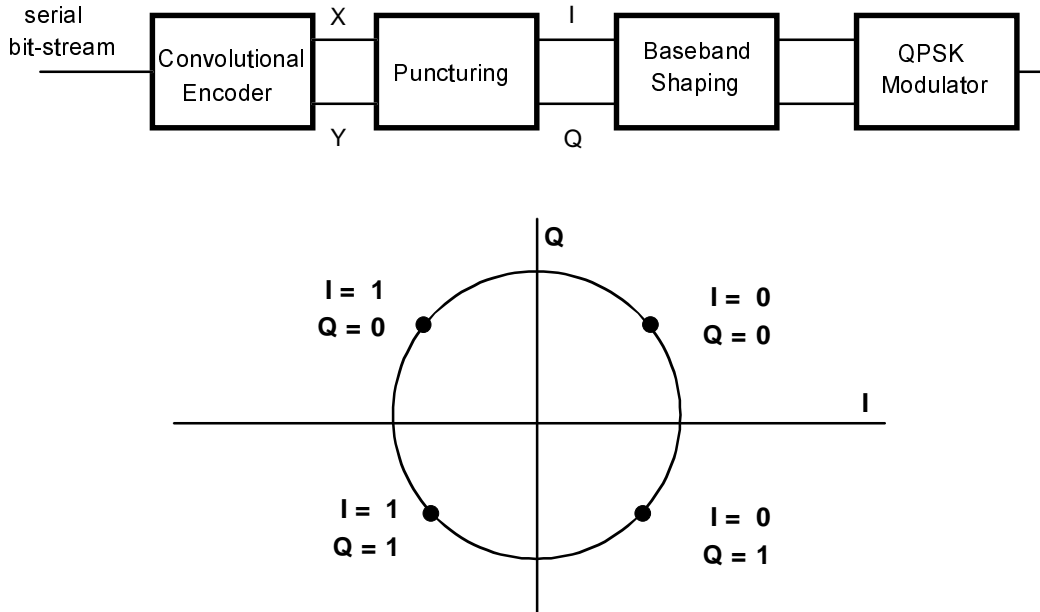 serial
bit-stream
Convolutional
Encoder
X
Y
Puncturing
I
Q
Baseband
Shaping
QPSK
Modulator
Q
I = 1
Q = 0
I = 0
Q = 0
I
I = 1
Q = 1
I = 0
Q = 1